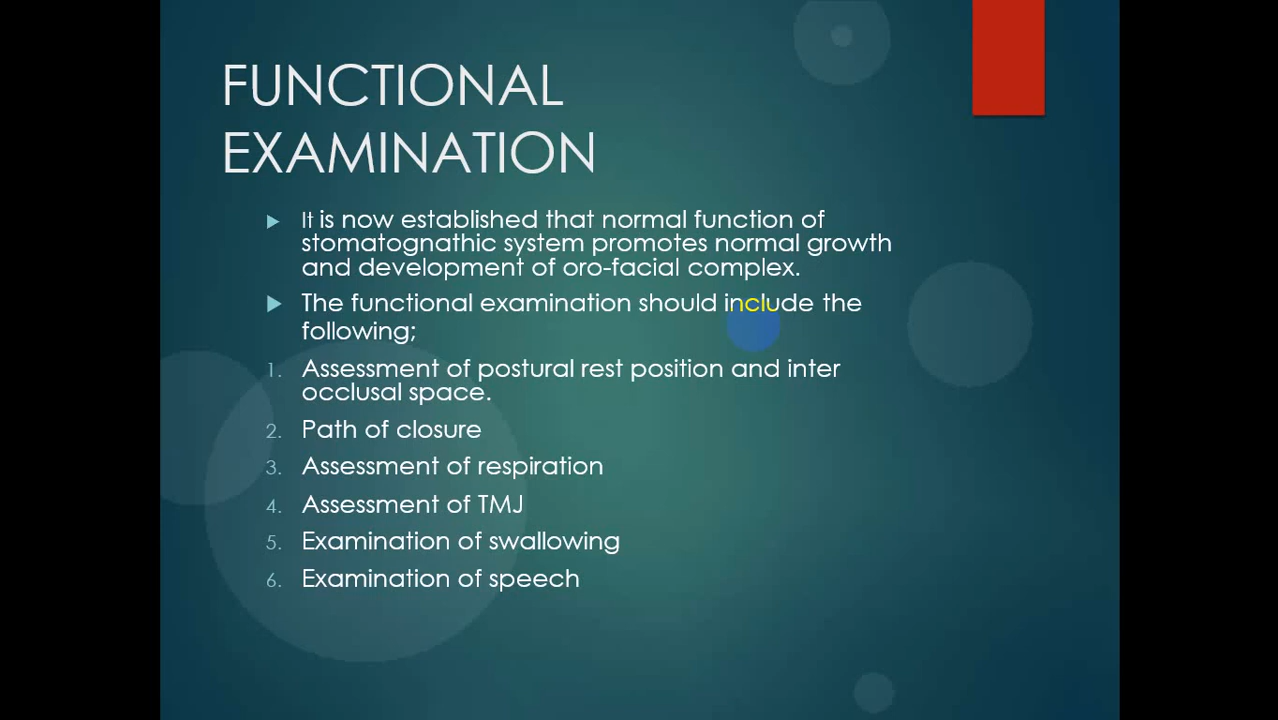 FUNCTIONAL
EXAMINATION
It is now established that normal function of
stomatognathic system promotes normal growth
and development of oro-facial complex.
The functional examination should include the
following;
1. Assessment of postural rest position and inter
occlusal space.
2. Path of closure
3. Assessment of respiration
4. Assessment of TMJ
5. Examination of swallowing
6. Examination of speech